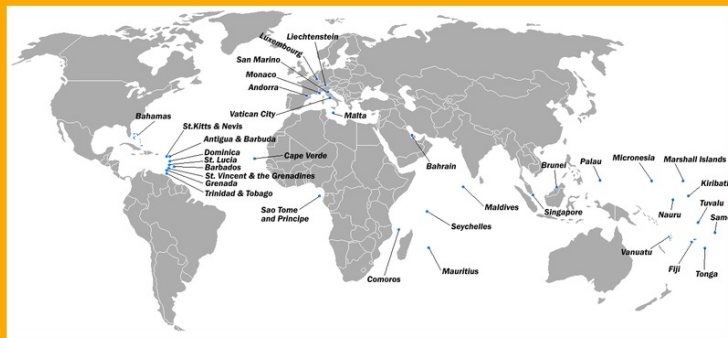 Liechtenstein
Luxembourg
San Marino
Monaco
Andorra
Vatican City
Malta
Bahamas
St.Kitts & Nevis
Antigua & Barbuda
Dominica
St. Lucia
Barbados
St. Vincent & the Grenadines
Grenada
Trinidad & Tobago
Cape Verde
Sao Tome
and Principe
Bahrain
Maldives
Seychelles
Comoros
Mauritius
Brunei
Singapore
Palau
Micronesia
Marshall Islands
Kiribati
Nauru
Tuvalu
Samo
Vanuatu
Fiji
Tonga